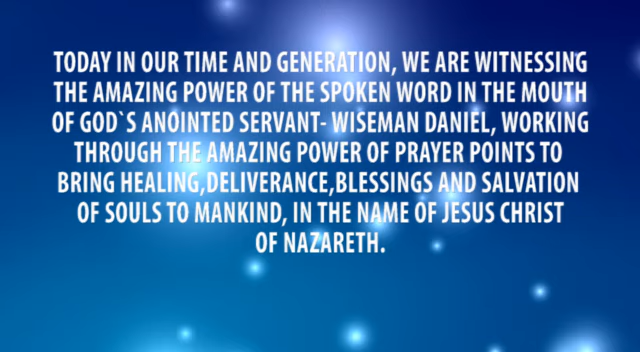 TODAY IN OUR TIME AND GENERATION, WE ARE WITNESSING
THE AMAZING POWER OF THE SPOKEN WORD IN THE MOUTH
OF GOD`S ANOINTED SERVANT- WISEMAN DANIEL, WORKING
THROUGH THE AMAZING POWER OF PRAYER POINTS TO
BRING HEALING,DELIVERANCE,BLESSINGS AND SALVATION
OF SOULS TO MANKIND, IN THE NAME OF JESUS CHRIST
OF NAZARETH.